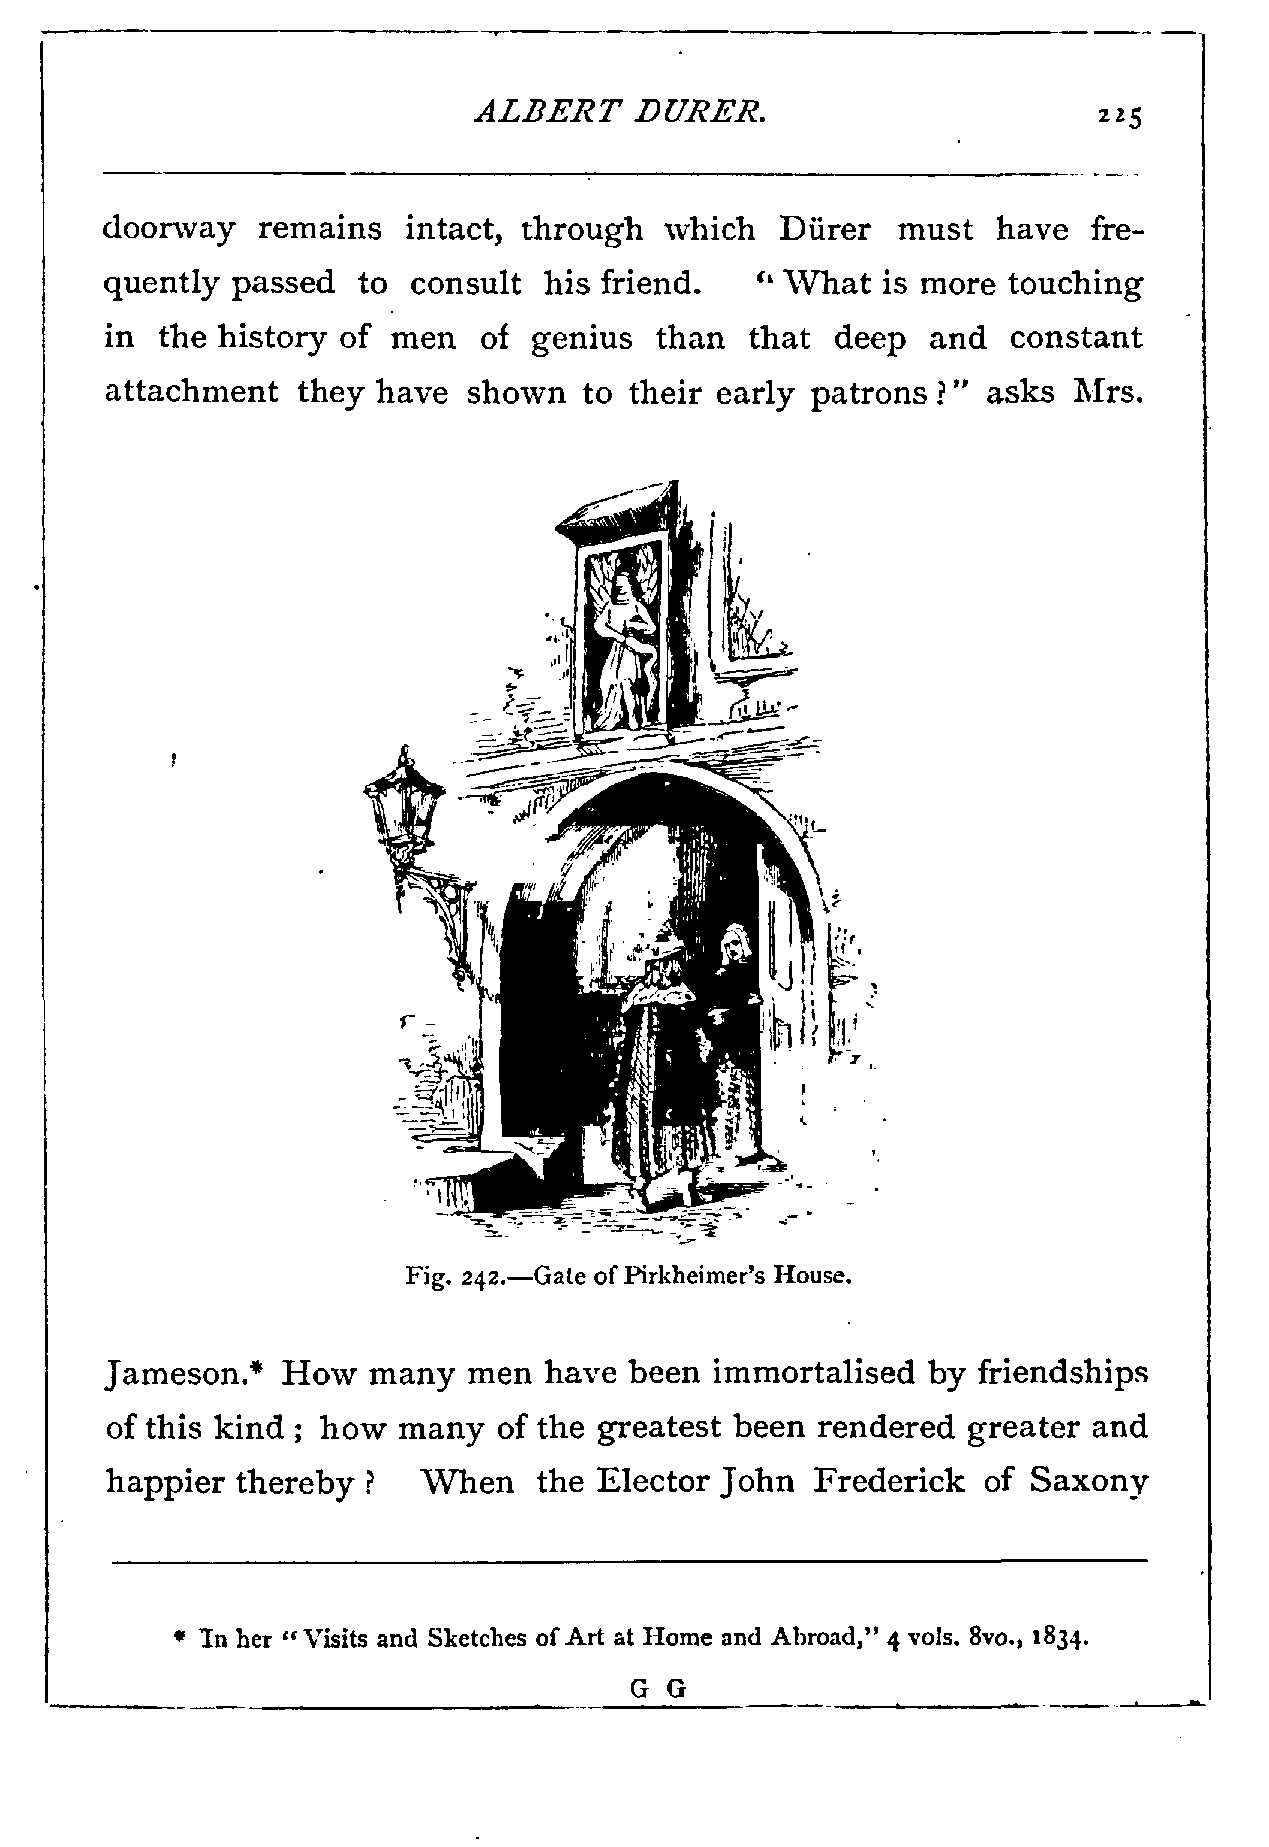 ALBERT DURER. 225
doorway remains intact, through which Dürer must have fre-
quently passed to consult his friend. "What is more touching
in the history of men of genius than that deep and constant
attachment they have shown to their early patrons?" asks Mrs.
Fig. 242.—Gate of Pirkheimer's House.
Jameson.* How many men have been immortalised by friendships
of this kind; how many of the greatest been rendered greater and
happier thereby? When the Elector John Frederick of Saxony
* In her "Visits and Sketches of Art at Home and Abroad," 4 vols. 8vo., 1834.
G G